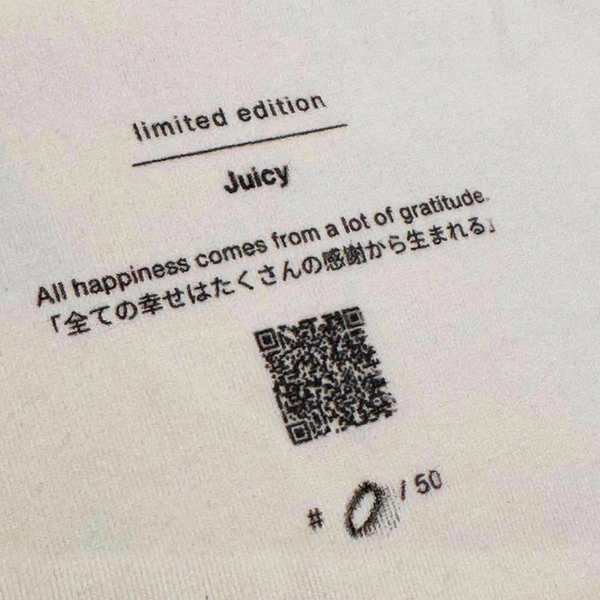 limited edition
Juicy
All happiness comes from a lot of gratitude.
「全ての幸せはたくさんの感謝から生まれる」
# 0 / 50